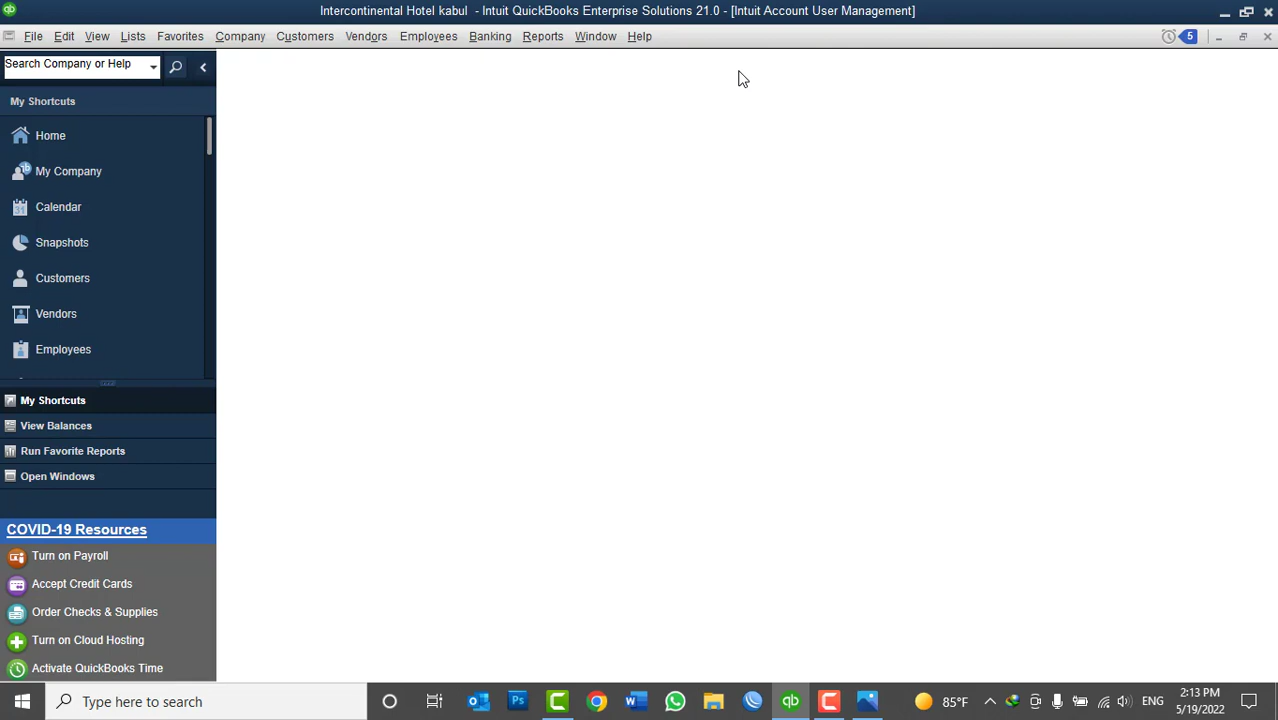 Intercontinental Hotel kabul - Intuit QuickBooks Enterprise Solutions 21.0 - [Intuit Account User Management]
File Edit View Lists Favorites Company Customers Vendors Employees Banking Reports Window Help 5
Search Company or Help
My Shortcuts
Home
My Company
31 Calendar
Snapshots
Customers
Vendors
Employees
My Shortcuts
View Balances
Run Favorite Reports
Open Windows
COVID-19 Resources
Turn on Payroll
Accept Credit Cards
Order Checks & Supplies
Turn on Cloud Hosting
Activate QuickBooks Time
Type here to search
85°F
ENG
2:13 PM
5/19/2022